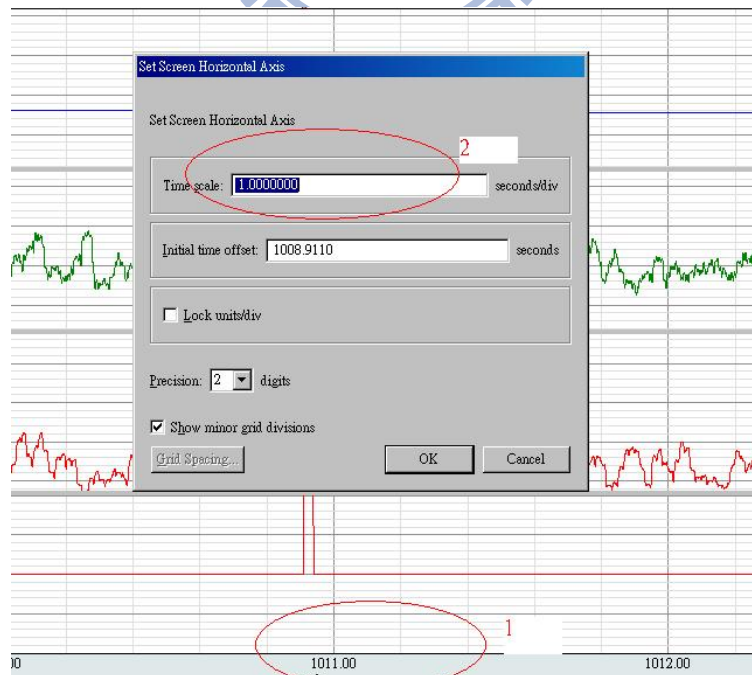 Set Screen Horizontal Axis
Set Screen Horizontal Axis
2
Time scale: 1.0000000 seconds/div
Initial time offset: 1008.9110 seconds
Lock units/div
Precision: 2 digits
Show minor grid divisions
Grid Spacing... OK Cancel
1
00 1011.00 1012.00